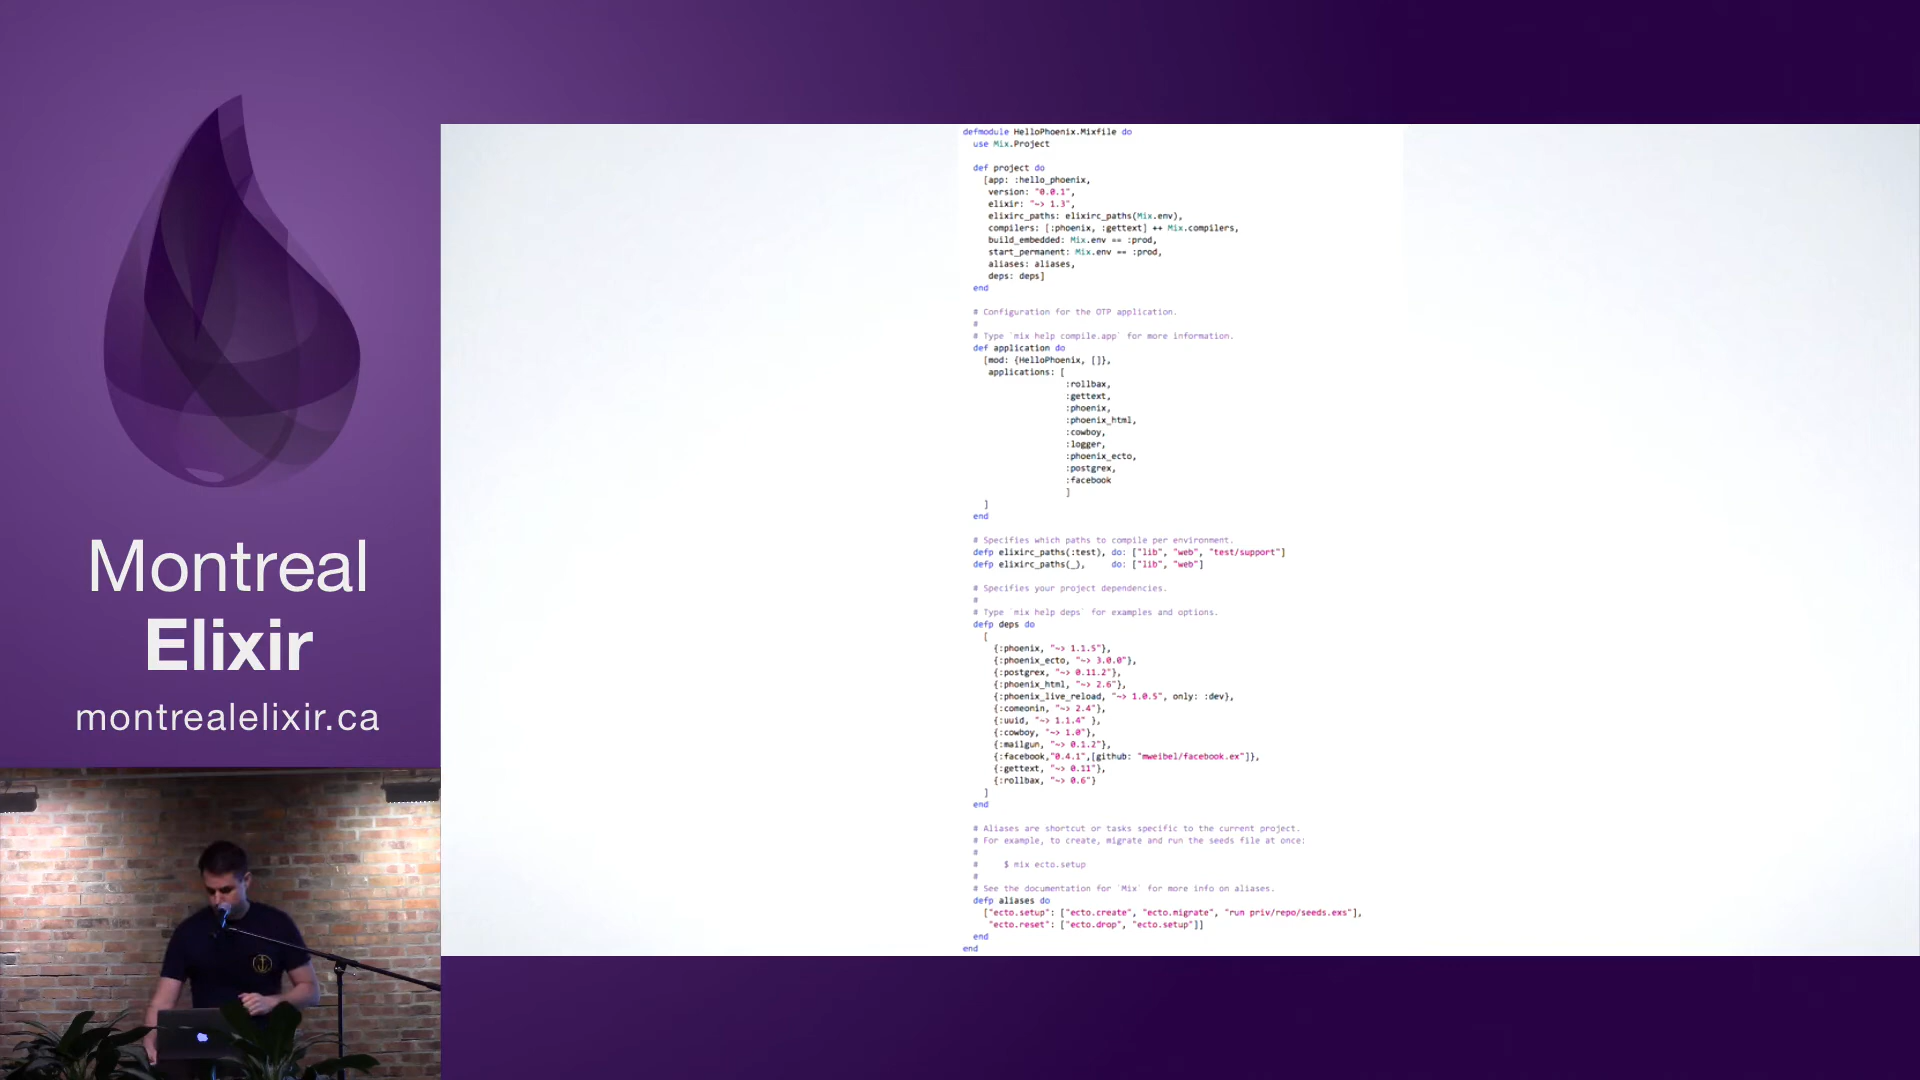 Montreal
Elixir
montrealelixir.ca
defmodule HelloPhoenix.Mixfile do
  use Mix.Project

  def project do
    [app: :hello_phoenix,
     version: "0.0.1",
     elixir: "~> 1.3",
     elixirc_paths: elixirc_paths(Mix.env),
     compilers: [:phoenix, :gettext] ++ Mix.compilers,
     build_embedded: Mix.env == :prod,
     start_permanent: Mix.env == :prod,
     aliases: aliases,
     deps: deps]
  end

  # Configuration for the OTP application.
  #
  # Type `mix help compile.app` for more information.
  def application do
    [mod: {HelloPhoenix, []},
     applications: [
                    :rollbax,
                    :gettext,
                    :phoenix,
                    :phoenix_html,
                    :cowboy,
                    :logger,
                    :phoenix_ecto,
                    :postgrex,
                    :facebook
                    ]
    ]
  end

  # Specifies which paths to compile per environment.
  defp elixirc_paths(:test), do: ["lib", "web", "test/support"]
  defp elixirc_paths(_),     do: ["lib", "web"]

  # Specifies your project dependencies.
  #
  # Type `mix help deps` for examples and options.
  defp deps do
    [
      {:phoenix, "~> 1.1.5"},
      {:phoenix_ecto, "~> 3.0.0"},
      {:postgrex, "~> 0.11.2"},
      {:phoenix_html, "~> 2.6"},
      {:phoenix_live_reload, "~> 1.0.5", only: :dev},
      {:comeonin, "~> 2.4"},
      {:uuid, "~> 1.1.4" },
      {:cowboy, "~> 1.0"},
      {:mailgun, "~> 0.1.2"},
      {:facebook,"0.4.1",[github: "mweibel/facebook.ex"]},
      {:gettext, "~> 0.11"},
      {:rollbax, "~> 0.6"}
    ]
  end

  # Aliases are shortcut or tasks specific to the current project.
  # For example, to create, migrate and run the seeds file at once:
  #
  #     $ mix ecto.setup
  #
  # See the documentation for `Mix` for more info on aliases.
  defp aliases do
    ["ecto.setup": ["ecto.create", "ecto.migrate", "run priv/repo/seeds.exs"],
     "ecto.reset": ["ecto.drop", "ecto.setup"]]
  end
end